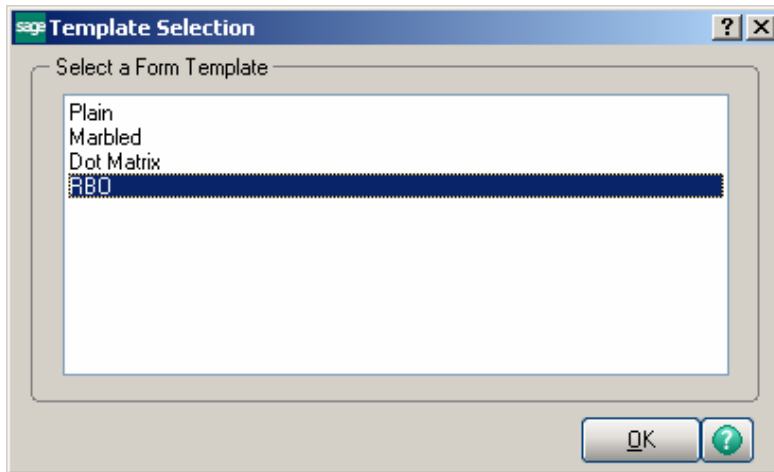 sage Template Selection
Select a Form Template
Plain
Marbled
Dot Matrix
RBO
OK